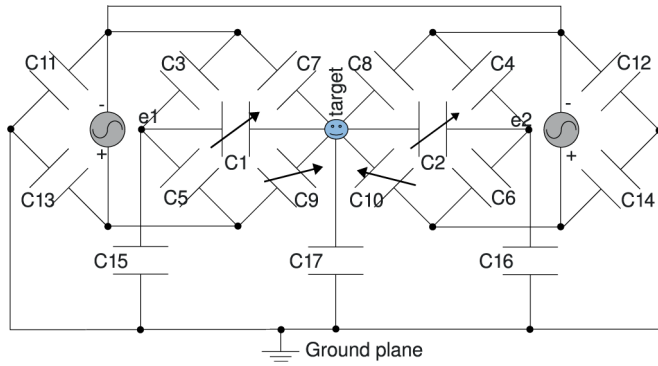 C11 C3 C7 C8 C4 C12
target
- -
e1 e2
+ +
C1 C2
C13 C5 C9 C10 C6 C14
C15 C17 C16
Ground plane